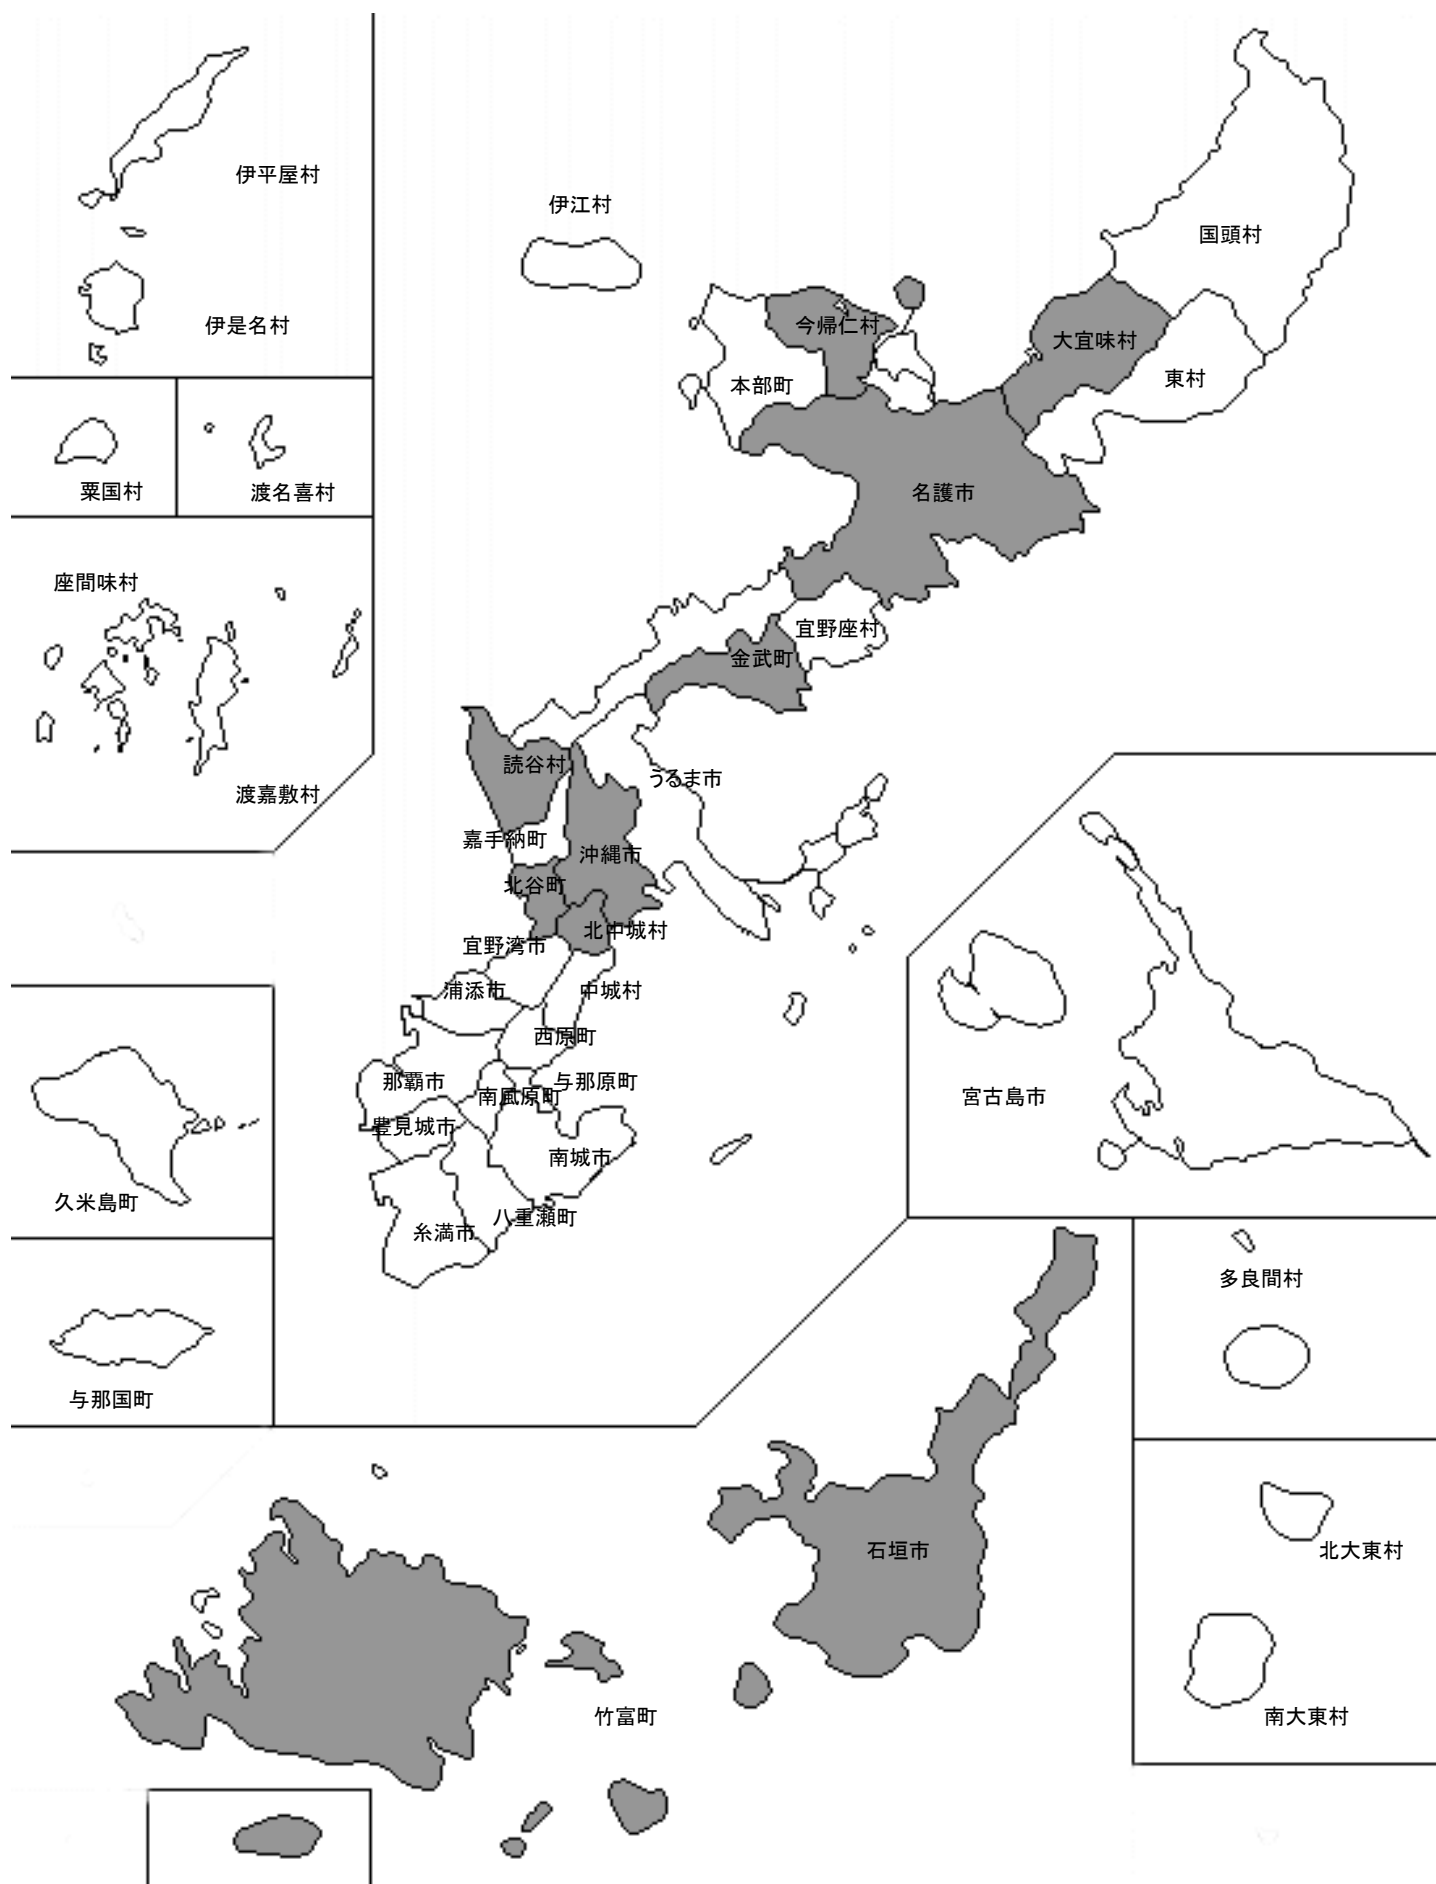 伊平屋村
伊江村
国頭村
伊是名村
今帰仁村
大宜味村
本部町
東村
粟国村
渡名喜村
名護市
座間味村
宜野座村
金武町
読谷村
うるま市
渡嘉敷村
嘉手納町
沖縄市
北谷町
北中城村
宜野湾市
浦添市
中城村
西原町
那覇市
与那原町
南風原町
宮古島市
豊見城市
南城市
久米島町
八重瀬町
糸満市
多良間村
与那国町
石垣市
北大東村
竹富町
南大東村